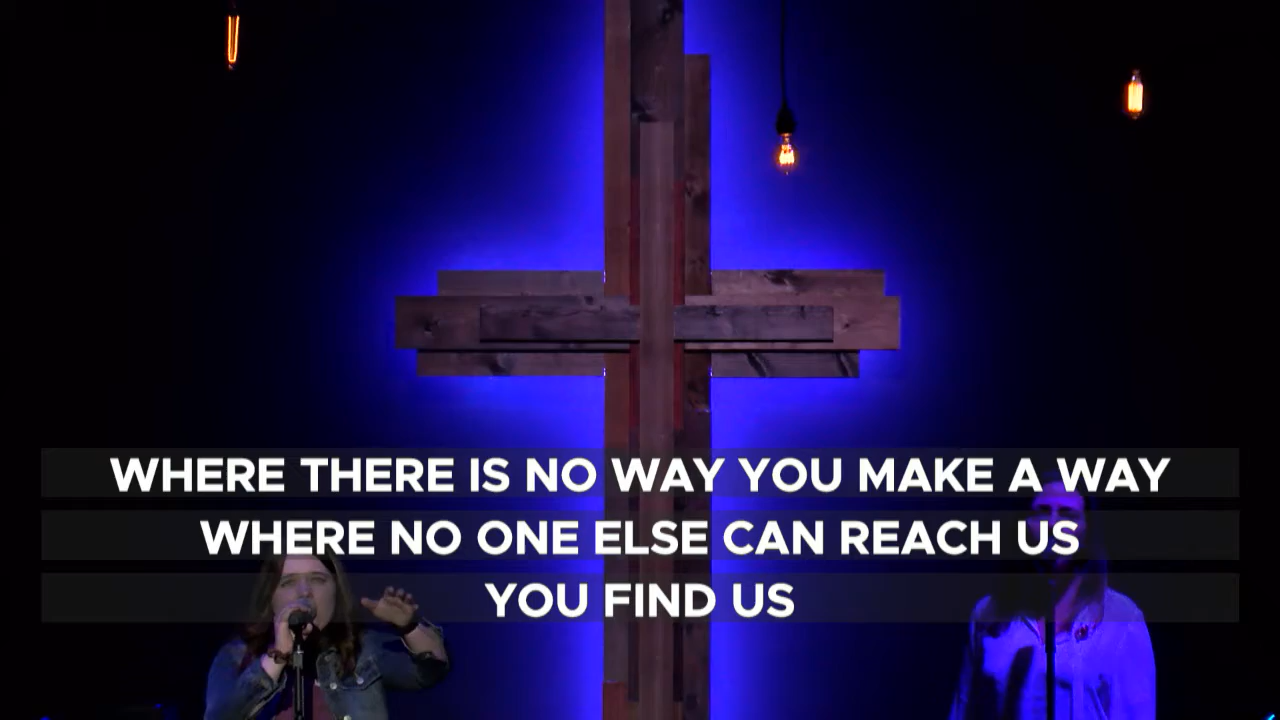 WHERE THERE IS NO WAY YOU MAKE A WAY
WHERE NO ONE ELSE CAN REACH US
YOU FIND US